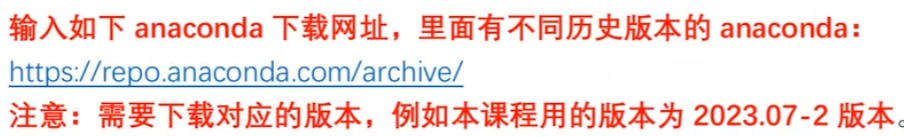 输入如下 anaconda 下载网址，里面有不同历史版本的 anaconda：
https://repo.anaconda.com/archive/
注意：需要下载对应的版本，例如本课程用的版本为 2023.07-2 版本。